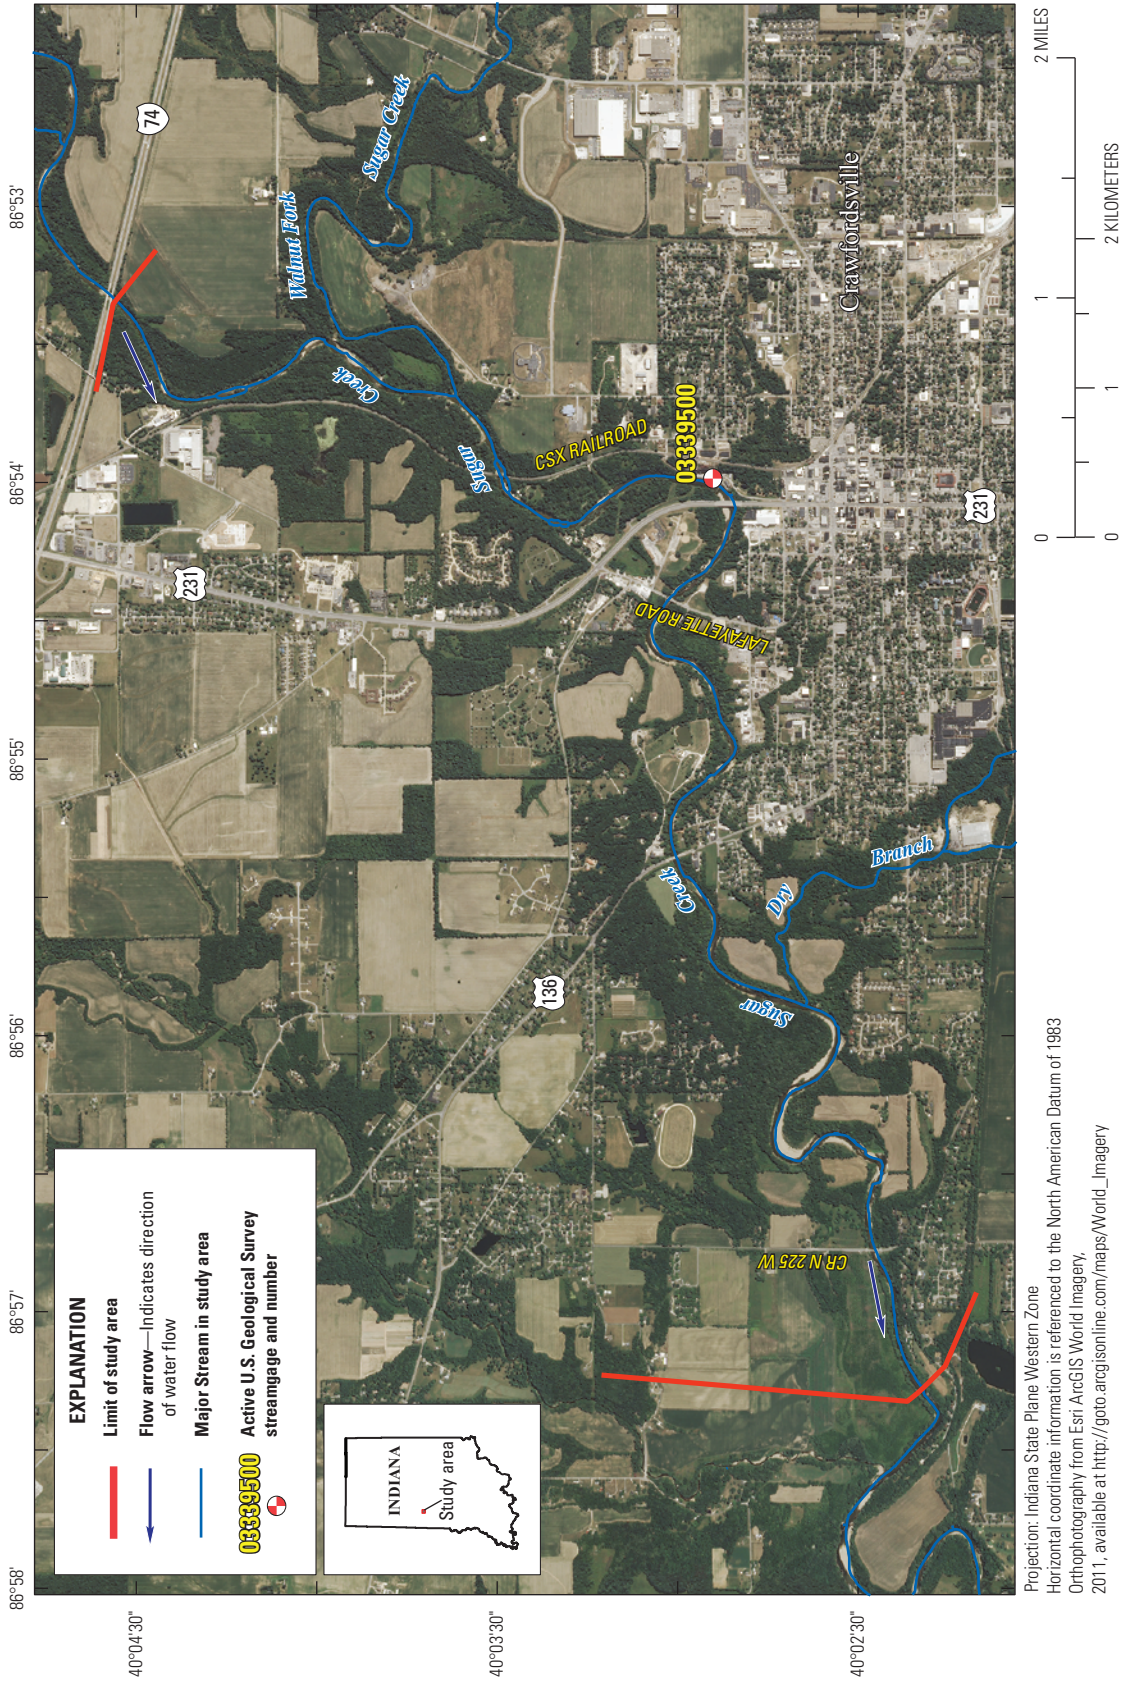 86°58'
86°57'
86°56'
86°55'
86°54'
86°53'
40°04'30"
40°03'30"
40°02'30"
EXPLANATION
Limit of study area
Flow arrow—Indicates direction
of water flow
Major Stream in study area
03339500
Active U.S. Geological Survey
streamgage and number
INDIANA
Study area
74
231
136
231
Walnut Fork
Sugar Creek
Creek
Sugar
CSX RAILROAD
03339500
LAFAYETTE ROAD
Crawfordsville
Creek
Sugar
Dry
Branch
CR N 225 W
Projection: Indiana State Plane Western Zone
Horizontal coordinate information is referenced to the North American Datum of 1983
Orthophotography from Esri ArcGIS World Imagery,
2011, available at http://goto.arcgisonline.com/maps/World_Imagery
0 1 2 MILES
0 1 2 KILOMETERS